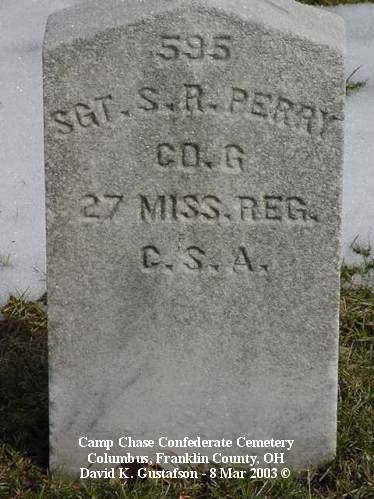 595
SGT. S. R. PERRY
CO. G
27 MISS. REG.
C. S. A.
Camp Chase Confederate Cemetery
Columbus, Franklin County, OH
David K. Gustafson - 8 Mar 2003 ©